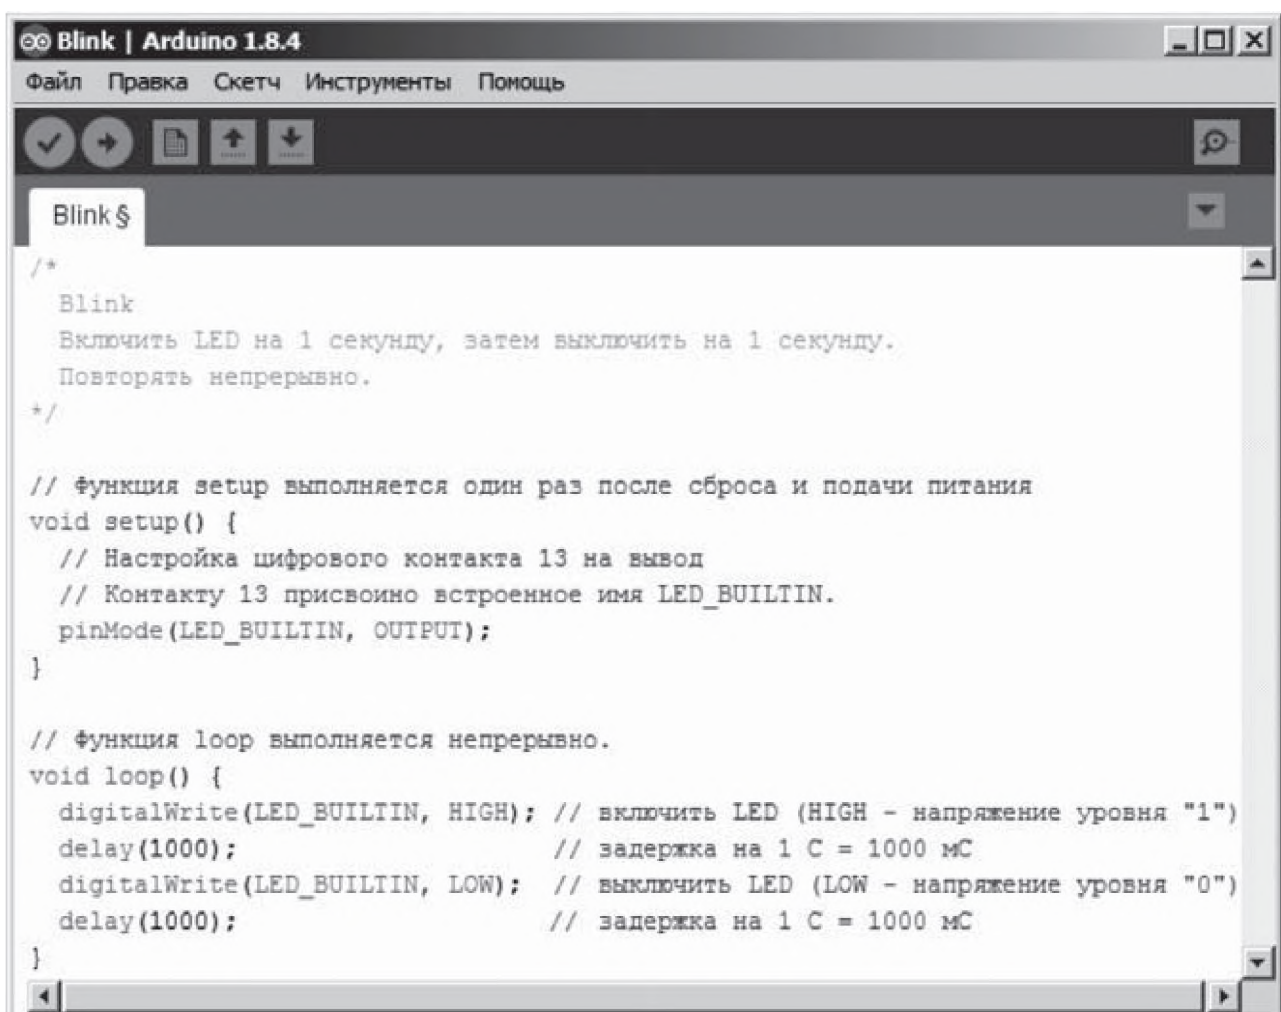 Blink | Arduino 1.8.4
Файл Правка Скетч Инструменты Помощь
Blink §
/*
  Blink
  Включить LED на 1 секунду, затем выключить на 1 секунду.
  Повторять непрерывно.
*/

// Функция setup выполняется один раз после сброса и подачи питания
void setup() {
  // Настройка цифрового контакта 13 на вывод
  // Контакту 13 присвоино встроенное имя LED_BUILTIN.
  pinMode(LED_BUILTIN, OUTPUT);
}

// Функция loop выполняется непрерывно.
void loop() {
  digitalWrite(LED_BUILTIN, HIGH); // включить LED (HIGH - напряжение уровня "1")
  delay(1000);                     // задержка на 1 С = 1000 мС
  digitalWrite(LED_BUILTIN, LOW);  // выключить LED (LOW - напряжение уровня "0")
  delay(1000);                     // задержка на 1 С = 1000 мС
}